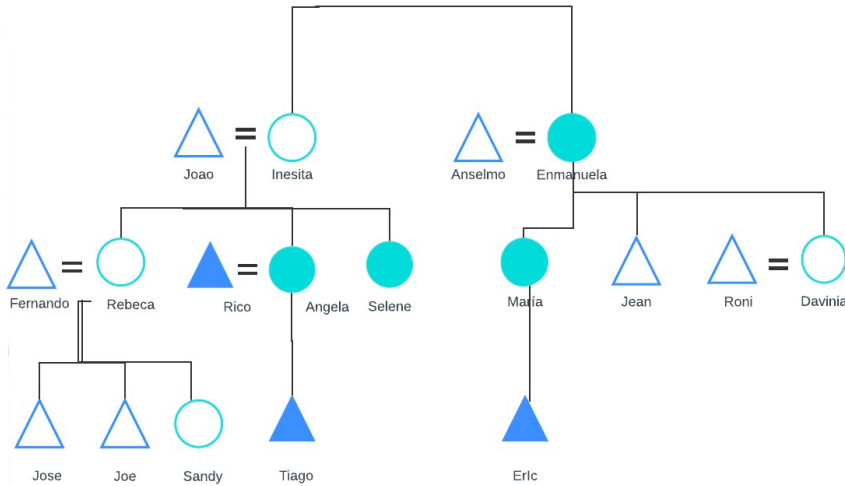 Joao
Inesita
Anselmo
Enmanuela
Fernando
Rebeca
Rico
Angela
Selene
María
Jean
Roni
Davinia
Jose
Joe
Sandy
Tiago
ErIc